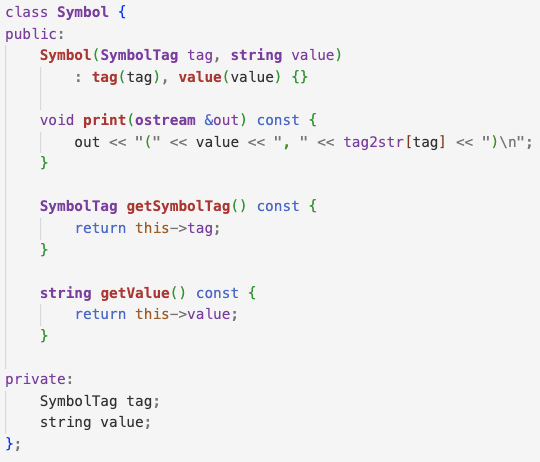 class Symbol {
public:
    Symbol(SymbolTag tag, string value)
        : tag(tag), value(value) {}

    void print(ostream &out) const {
        out << "(" << value << ", " << tag2str[tag] << ")\n";
    }

    SymbolTag getSymbolTag() const {
        return this->tag;
    }

    string getValue() const {
        return this->value;
    }

private:
    SymbolTag tag;
    string value;
};